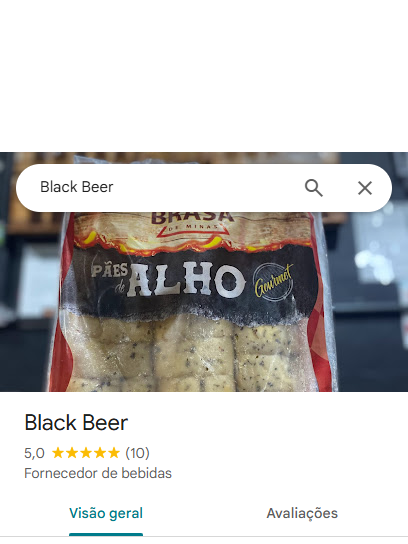 Black Beer
BRASA
DE MINAS
PÃES
de ALHO
Gourmet
Black Beer
5,0 (10)
Fornecedor de bebidas
Visão geral
Avaliações